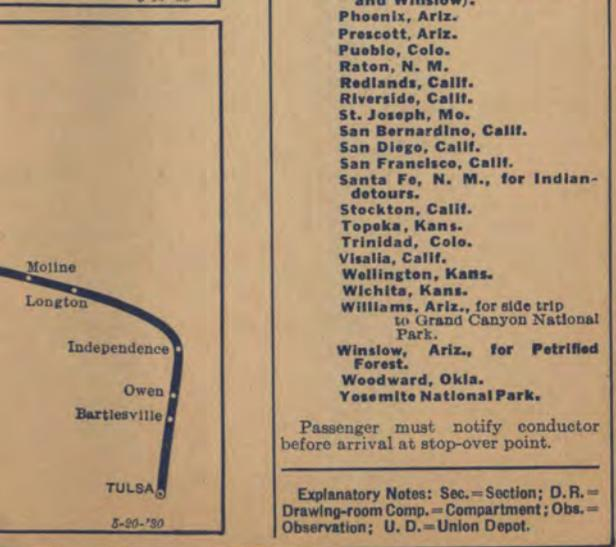 Moline
Longton
Independence
Owen
Bartlesville
TULSA
5-20-'30
and Winslow).
Phoenix, Ariz.
Prescott, Ariz.
Pueblo, Colo.
Raton, N. M.
Redlands, Calif.
Riverside, Calif.
St. Joseph, Mo.
San Bernardino, Calif.
San Diego, Calif.
San Francisco, Calif.
Santa Fe, N. M., for Indian-
detours.
Stockton, Calif.
Topeka, Kans.
Trinidad, Colo.
Visalia, Calif.
Wellington, Kans.
Wichita, Kans.
Williams, Ariz., for side trip
to Grand Canyon National
Park.
Winslow, Ariz., for Petrified
Forest.
Woodward, Okla.
Yosemite National Park.
Passenger must notify conductor
before arrival at stop-over point.
Explanatory Notes: Sec.=Section; D.R.=
Drawing-room Comp.=Compartment; Obs.=
Observation; U. D.=Union Depot.